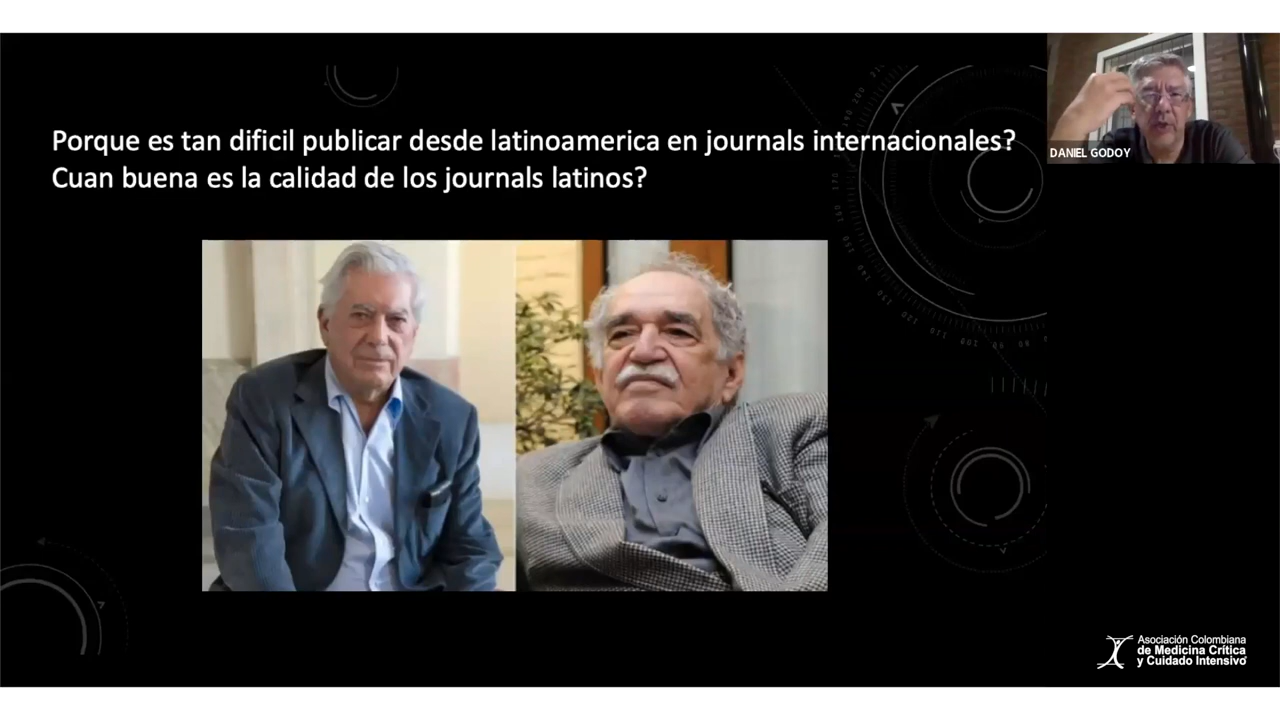 Porque es tan dificil publicar desde latinoamerica en journals internacionales?
Cuan buena es la calidad de los journals latinos?
DANIEL GODOY
Asociación Colombiana
de Medicina Crítica
y Cuidado Intensivo